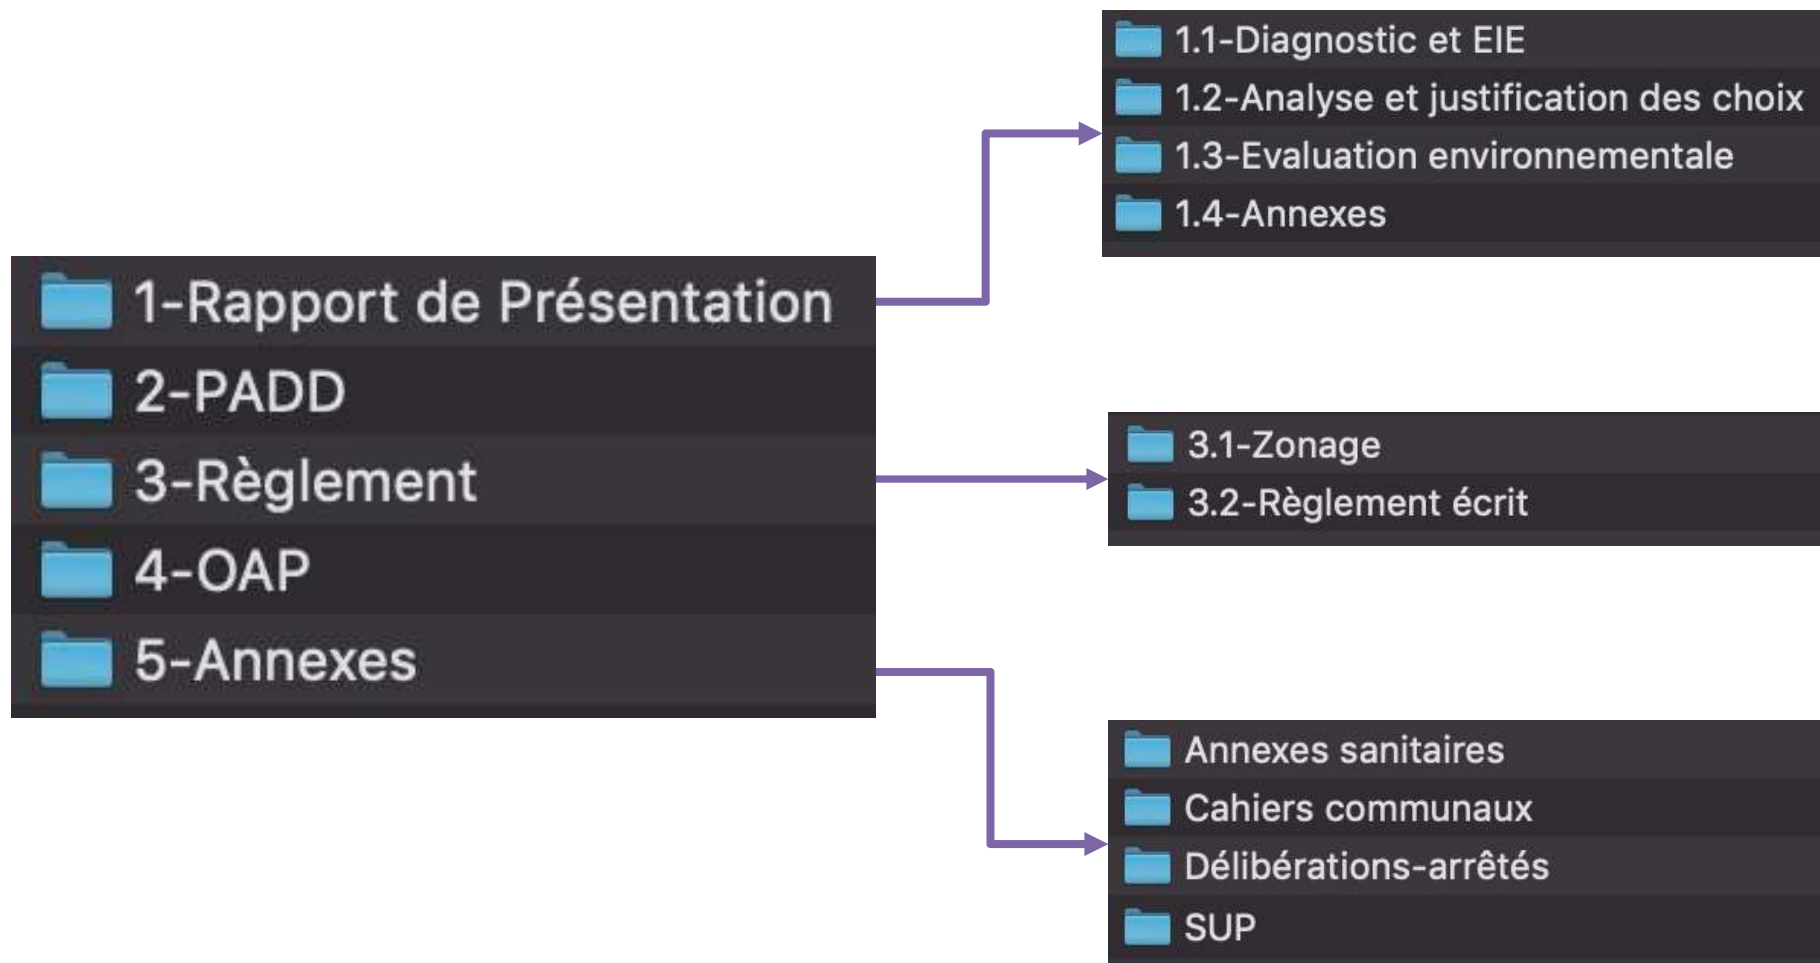 1-Rapport de Présentation
2-PADD
3-Règlement
4-OAP
5-Annexes
1.1-Diagnostic et EIE
1.2-Analyse et justification des choix
1.3-Evaluation environnementale
1.4-Annexes
3.1-Zonage
3.2-Règlement écrit
Annexes sanitaires
Cahiers communaux
Délibérations-arrêtés
SUP